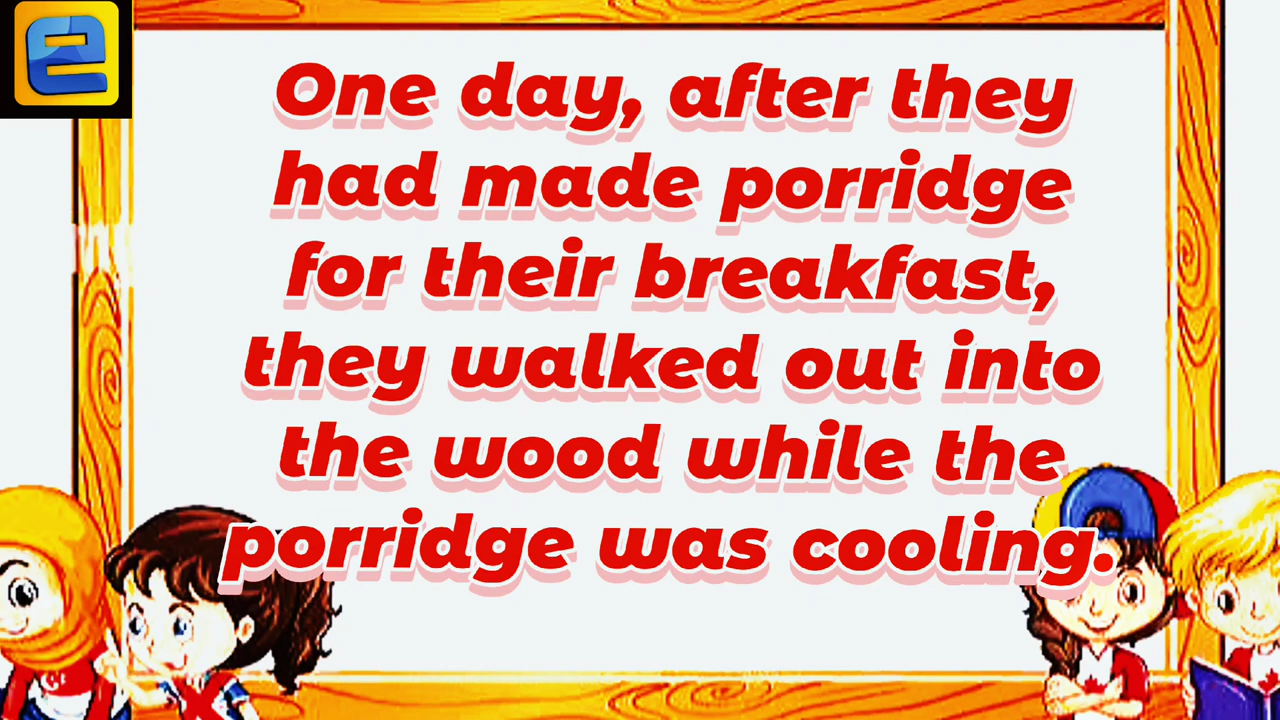 e
One day, after they
had made porridge
for their breakfast,
they walked out into
the wood while the
porridge was cooling.